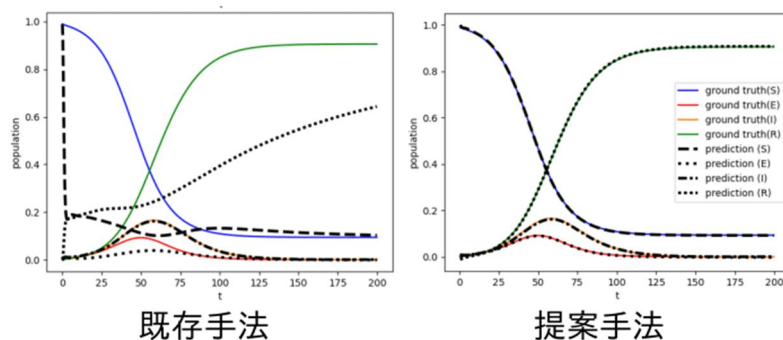 1.0
0.8
0.6
0.4
0.2
0.0
population
0 25 50 75 100 125 150 175 200
t
既存手法
1.0
0.8
0.6
0.4
0.2
0.0
population
ground truth(S)
ground truth(E)
ground truth(I)
ground truth(R)
prediction (S)
prediction (E)
prediction (I)
prediction (R)
0 25 50 75 100 125 150 175 200
t
提案手法